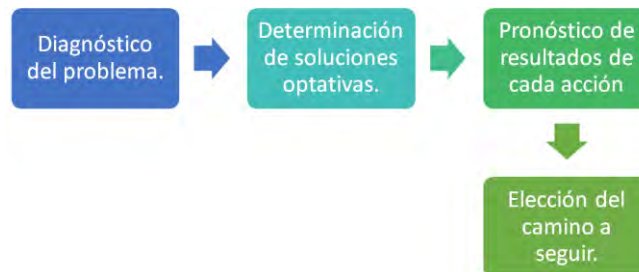 Diagnóstico
del problema.
Determinación
de soluciones
optativas.
Pronóstico de
resultados de
cada acción
Elección del
camino a
seguir.